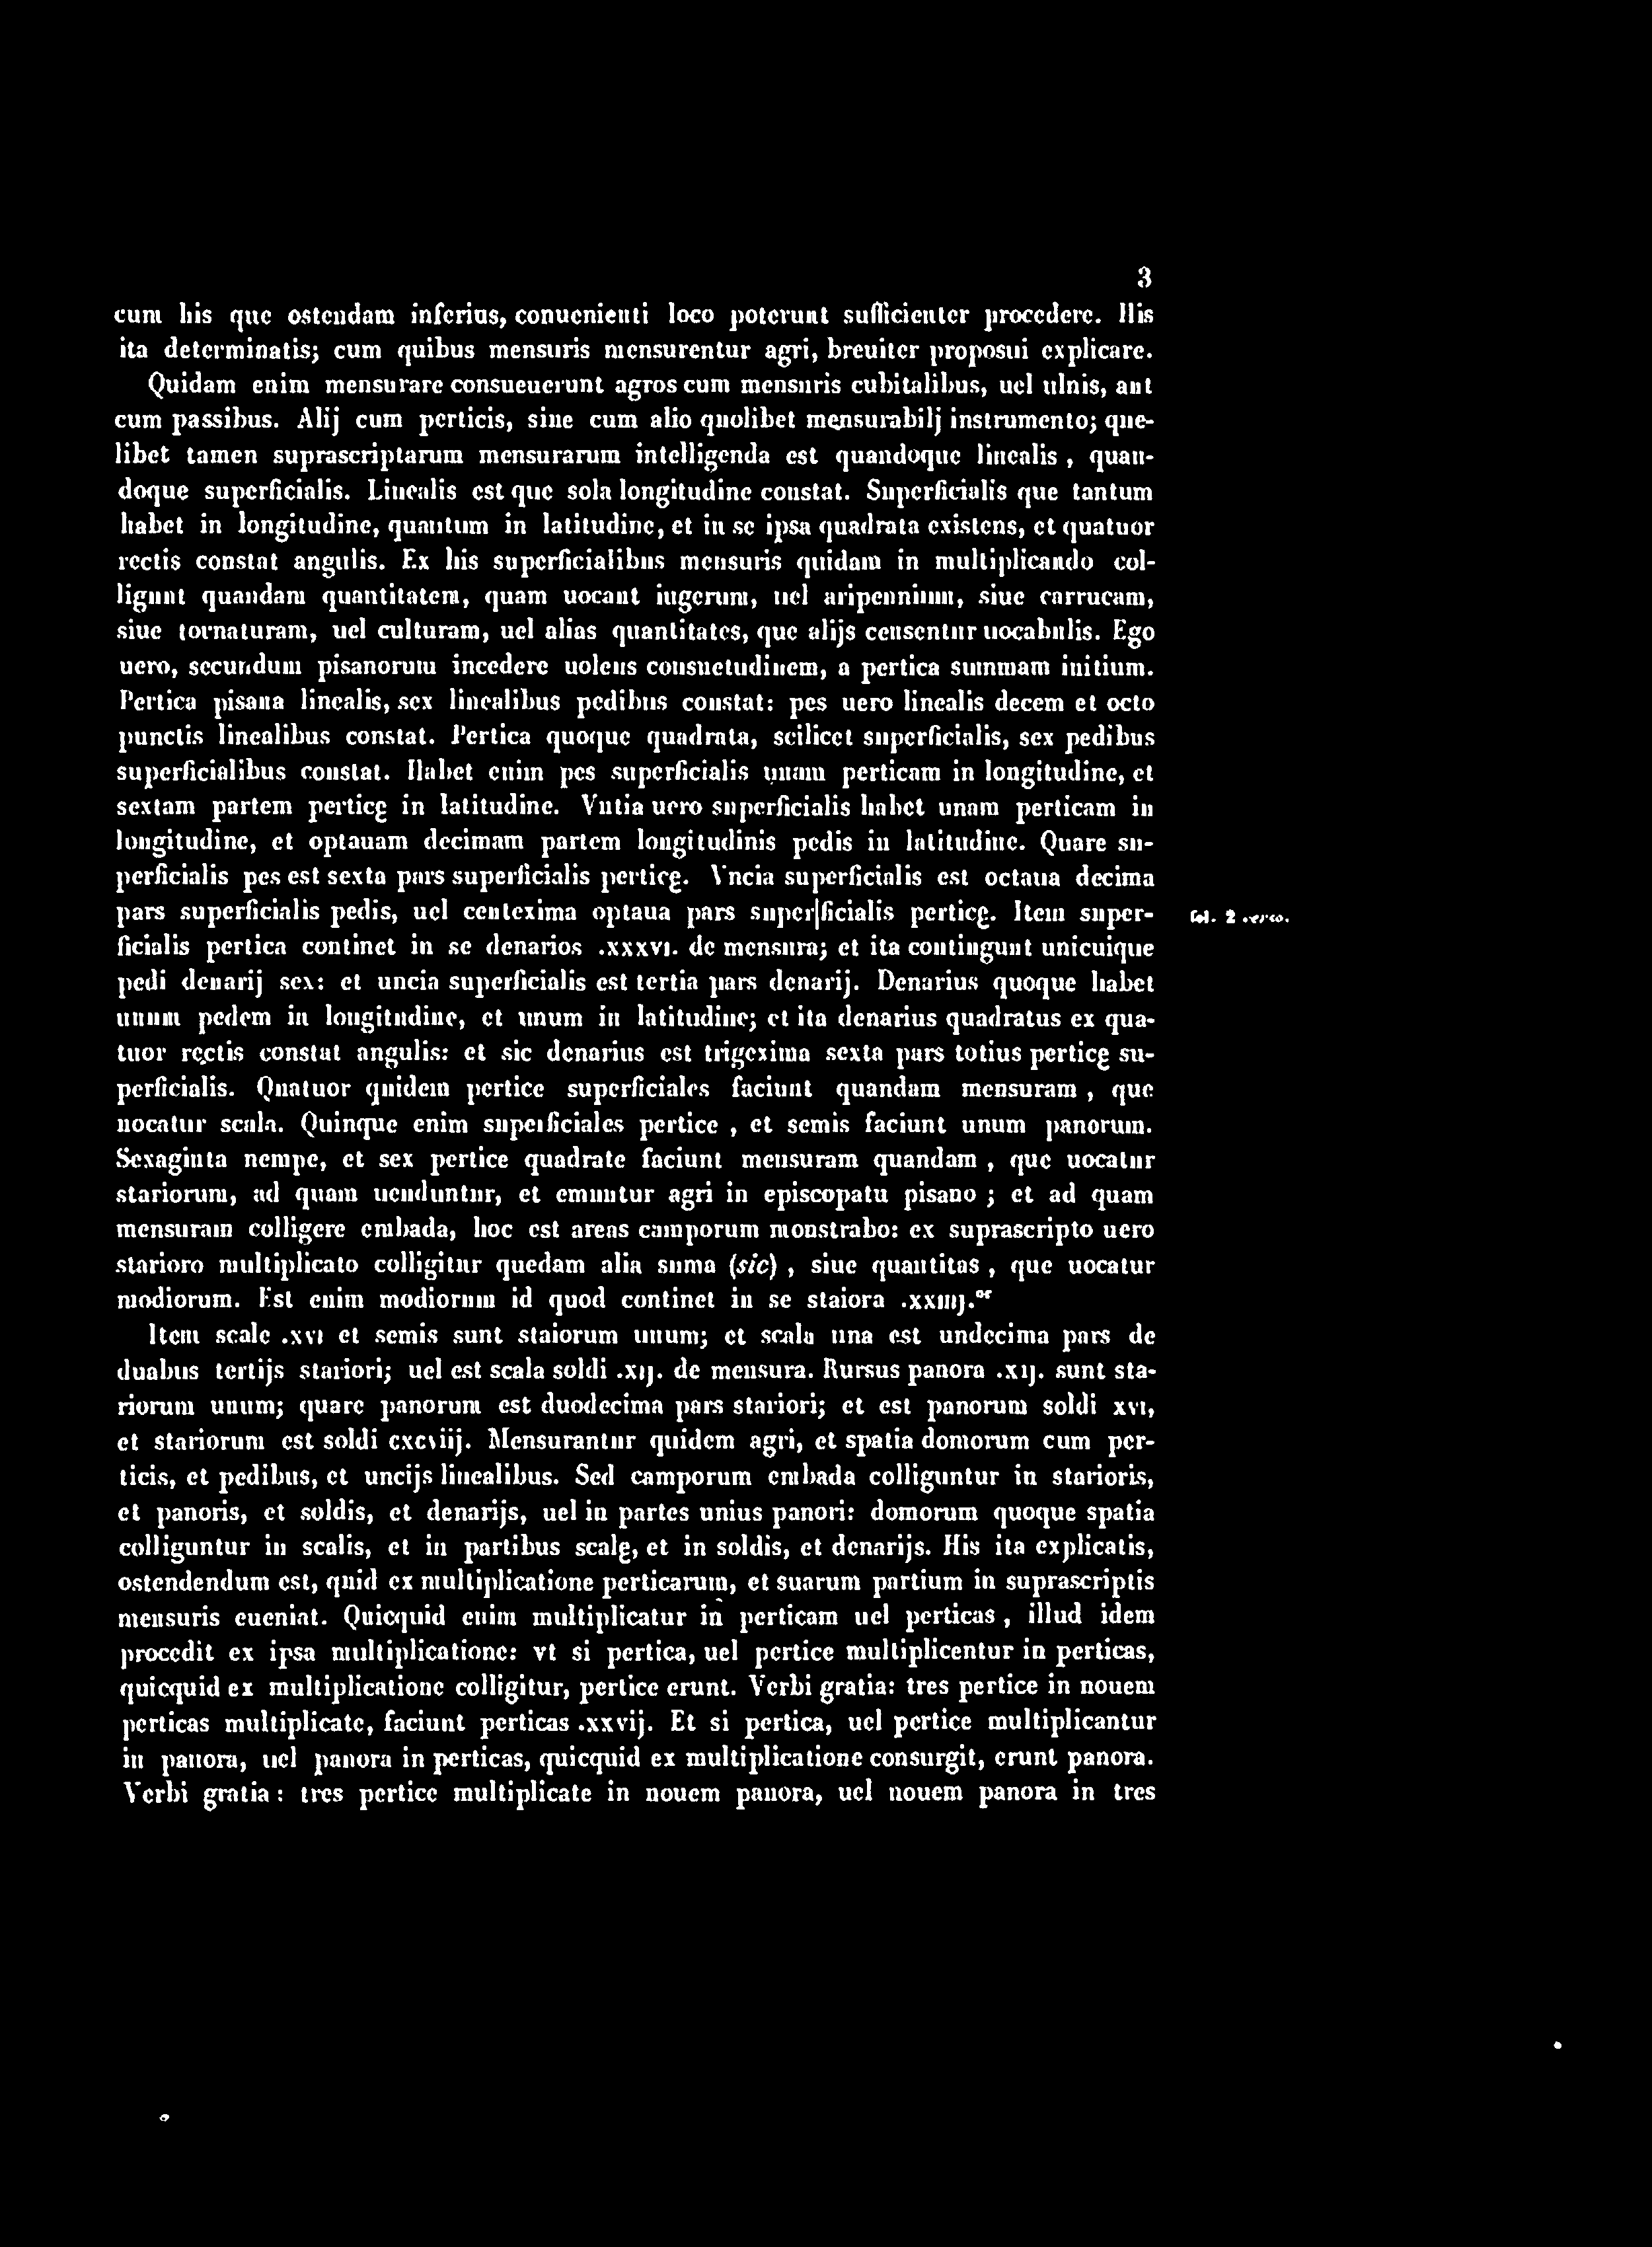 3
cum his que ostendam inferius, conuenienti loco poterunt sufficienter procedere. His
ita determinatis; cum quibus mensuris mensurentur agri, breuiter proposui explicare.
Quidam enim mensurare consueuerunt agros cum mensuris cubitalibus, uel ulnis, aut
cum passibus. Alij cum perticis, siue cum alio quolibet mensurabilj instrumento; que-
libet tamen suprascriptarum mensurarum intelligenda est quandoque linealis , quan-
doque superficialis. Linealis est que sola longitudine constat. Superficialis que tantum
habet in longitudine, quantum in latitudine, et in se ipsa quadrata existens, et quatuor
rectis constat angulis. Ex his superficialibus mensuris quidam in multiplicando col-
ligunt quandam quantitatem, quam uocant iugerum, uel aripennium, siue carrucam,
siue tornaturam, uel culturam, uel alias quantitates, que alijs censentur uocabulis. Ego
uero, secundum pisanorum incedere uolens consuetudinem, a pertica summam initium.
Pertica pisana linealis, sex linealibus pedibus constat: pes uero linealis decem et octo
punctis linealibus constat. Pertica quoque quadrata, scilicet superficialis, sex pedibus
superficialibus constat. Habet enim pes superficialis unam perticam in longitudine, et
sextam partem perticę in latitudine. Vntia uero superficialis habet unam perticam in
longitudine, et optauam decimam partem longitudinis pedis in latitudine. Quare su-
perficialis pes est sexta pars superficialis perticę. Vncia superficialis est octaua decima
pars superficialis pedis, uel centexima optaua pars super|ficialis perticę. Item super-
fol. 2 verso.
ficialis pertica continet in se denarios .xxxvi. de mensura; et ita contingunt unicuique
pedi denarij sex: et uncia superficialis est tertia pars denarij. Denarius quoque habet
unum pedem in longitudine, et unum in latitudine; et ita denarius quadratus ex qua-
tuor rectis constat angulis: et sic denarius est trigexima sexta pars totius perticę su-
perficialis. Quatuor quidem pertice superficiales faciunt quandam mensuram , que
uocatur scala. Quinque enim superficiales pertice , et semis faciunt unum panorum.
Sexaginta nempe, et sex pertice quadrate faciunt mensuram quandam , que uocatur
stariorum, ad quam uenduntur, et emuntur agri in episcopatu pisano ; et ad quam
mensuram colligere embada, hoc est areas camporum monstrabo: ex suprascripto uero
starioro multiplicato colligitur quedam alia suma (sic) , siue quantitas , que uocatur
modiorum. Est enim modiorum id quod continet in se staiora .xxiiij.or
Item scale .xvi et semis sunt staiorum unum; et scala una est undecima pars de
duabus tertijs stariori; uel est scala soldi .xij. de mensura. Rursus panora .xij. sunt sta-
riorum unum; quare panorum est duodecima pars stariori; et est panorum soldi xvi,
et stariorum est soldi cxcviij. Mensurantur quidem agri, et spatia domorum cum per-
ticis, et pedibus, et uncijs linealibus. Sed camporum embada colliguntur in starioris,
et panoris, et soldis, et denarijs, uel in partes unius panori: domorum quoque spatia
colliguntur in scalis, et in partibus scalę, et in soldis, et denarijs. His ita explicatis,
ostendendum est, quid ex multiplicatione perticarum, et suarum partium in suprascriptis
mensuris eueniat. Quicquid enim multiplicatur in perticam uel perticas , illud idem
procedit ex ipsa multiplicatione: vt si pertica, uel pertice multiplicentur in perticas,
quicquid ex multiplicatione colligitur, pertice erunt. Verbi gratia: tres pertice in nouem
perticas multiplicate, faciunt perticas .xxvij. Et si pertica, uel pertice multiplicantur
in panora, uel panora in perticas, quicquid ex multiplicatione consurgit, erunt panora.
Verbi gratia : tres pertice multiplicate in nouem panora, uel nouem panora in tres